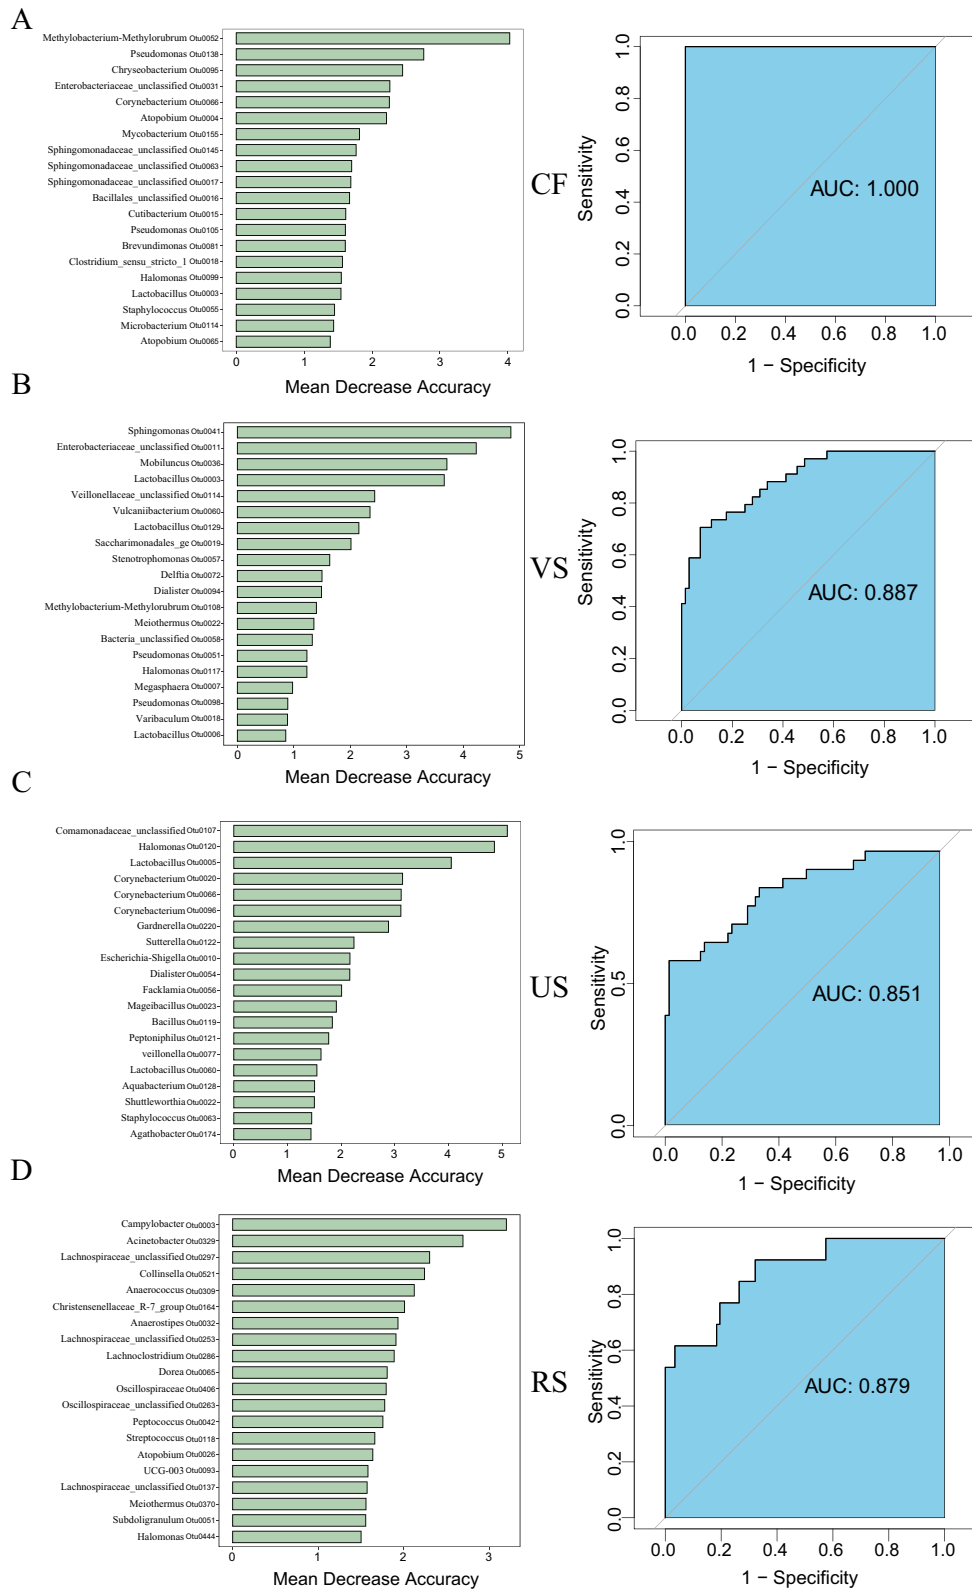 A
Methylobacterium-Methylorubrum Otu0052
Pseudomonas Otu0138
Chryseobacterium Otu0095
Enterobacteriaceae_unclassified Otu0031
Corynebacterium Otu0066
Atopobium Otu0004
Mycobacterium Otu0155
Sphingomonadaceae_unclassified Otu0145
Sphingomonadaceae_unclassified Otu0063
Sphingomonadaceae_unclassified Otu0017
Bacillales_unclassified Otu0016
Cutibacterium Otu0015
Pseudomonas Otu0105
Brevundimonas Otu0081
Clostridium_sensu_stricto_1 Otu0018
Halomonas Otu0099
Lactobacillus Otu0003
Staphylococcus Otu0055
Microbacterium Otu0114
Atopobium Otu0065
0 1 2 3 4
Mean Decrease Accuracy
CF
Sensitivity
0.0 0.2 0.4 0.6 0.8 1.0
AUC: 1.000
0.0 0.2 0.4 0.6 0.8 1.0
1 − Specificity
B
Sphingomonas Otu0041
Enterobacteriaceae_unclassified Otu0011
Mobiluncus Otu0036
Lactobacillus Otu0003
Veillonellaceae_unclassified Otu0114
Vulcaniibacterium Otu0060
Lactobacillus Otu0129
Saccharimonadales_ge Otu0019
Stenotrophomonas Otu0057
Delftia Otu0072
Dialister Otu0094
Methylobacterium-Methylorubrum Otu0108
Meiothermus Otu0022
Bacteria_unclassified Otu0058
Pseudomonas Otu0051
Halomonas Otu0117
Megasphaera Otu0007
Pseudomonas Otu0098
Varibaculum Otu0018
Lactobacillus Otu0006
0 1 2 3 4 5
Mean Decrease Accuracy
VS
Sensitivity
0.0 0.2 0.4 0.6 0.8 1.0
AUC: 0.887
0.0 0.2 0.4 0.6 0.8 1.0
1 − Specificity
C
Comamonadaceae_unclassified Otu0107
Halomonas Otu0120
Lactobacillus Otu0005
Corynebacterium Otu0020
Corynebacterium Otu0066
Corynebacterium Otu0096
Gardnerella Otu0220
Sutterella Otu0122
Escherichia-Shigella Otu0010
Dialister Otu0054
Facklamia Otu0056
Mageibacillus Otu0023
Bacillus Otu0119
Peptoniphilus Otu0121
veillonella Otu0077
Lactobacillus Otu0060
Aquabacterium Otu0128
Shuttleworthia Otu0022
Staphylococcus Otu0063
Agathobacter Otu0174
0 1 2 3 4 5
Mean Decrease Accuracy
US
Sensitivity
0.0 0.5 1.0
AUC: 0.851
0.0 0.2 0.4 0.6 0.8 1.0
1 − Specificity
D
Campylobacter Otu0003
Acinetobacter Otu0329
Lachnospiraceae_unclassified Otu0297
Collinsella Otu0521
Anaerococcus Otu0309
Christensenellaceae_R-7_group Otu0164
Anaerostipes Otu0032
Lachnospiraceae_unclassified Otu0253
Lachnoclostridium Otu0286
Dorea Otu0065
Oscillospiraceae Otu0406
Oscillospiraceae_unclassified Otu0263
Peptococcus Otu0042
Streptococcus Otu0118
Atopobium Otu0026
UCG-003 Otu0093
Lachnospiraceae_unclassified Otu0137
Meiothermus Otu0370
Subdoligranulum Otu0051
Halomonas Otu0444
0 1 2 3
Mean Decrease Accuracy
RS
Sensitivity
0.0 0.2 0.4 0.6 0.8 1.0
AUC: 0.879
0.0 0.2 0.4 0.6 0.8 1.0
1 − Specificity